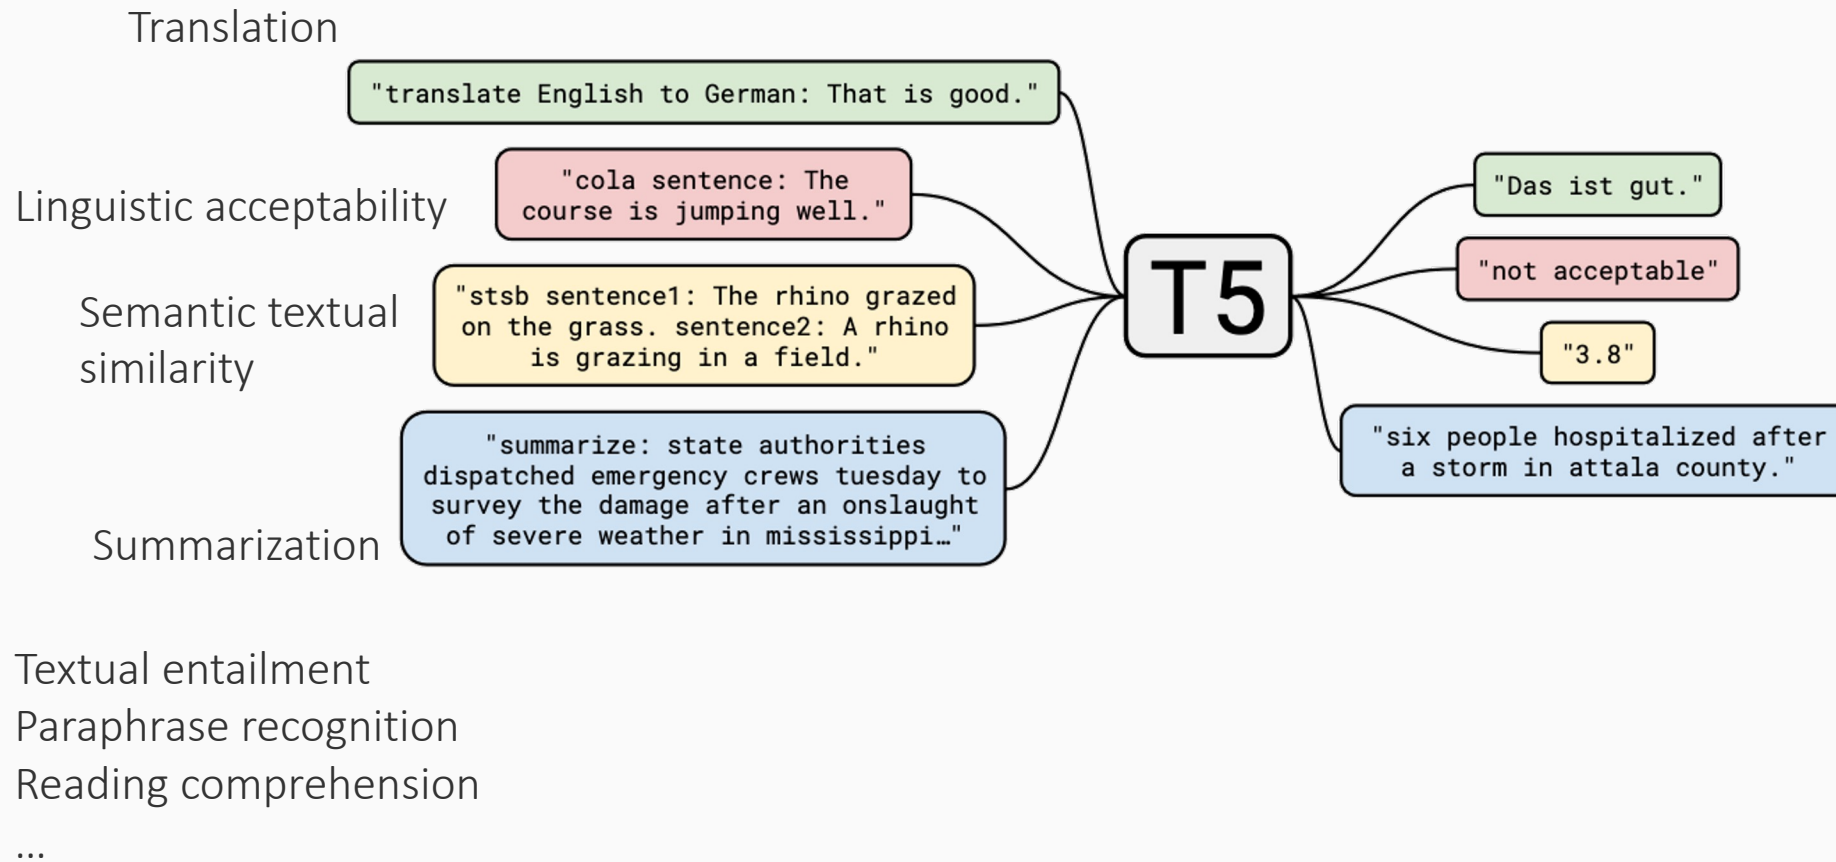 Translation
"translate English to German: That is good."
Linguistic acceptability
"cola sentence: The
course is jumping well."
Semantic textual
similarity
"stsb sentence1: The rhino grazed
on the grass. sentence2: A rhino
is grazing in a field."
Summarization
"summarize: state authorities
dispatched emergency crews tuesday to
survey the damage after an onslaught
of severe weather in mississippi…"
T5
"Das ist gut."
"not acceptable"
"3.8"
"six people hospitalized after
a storm in attala county."
Textual entailment
Paraphrase recognition
Reading comprehension
...